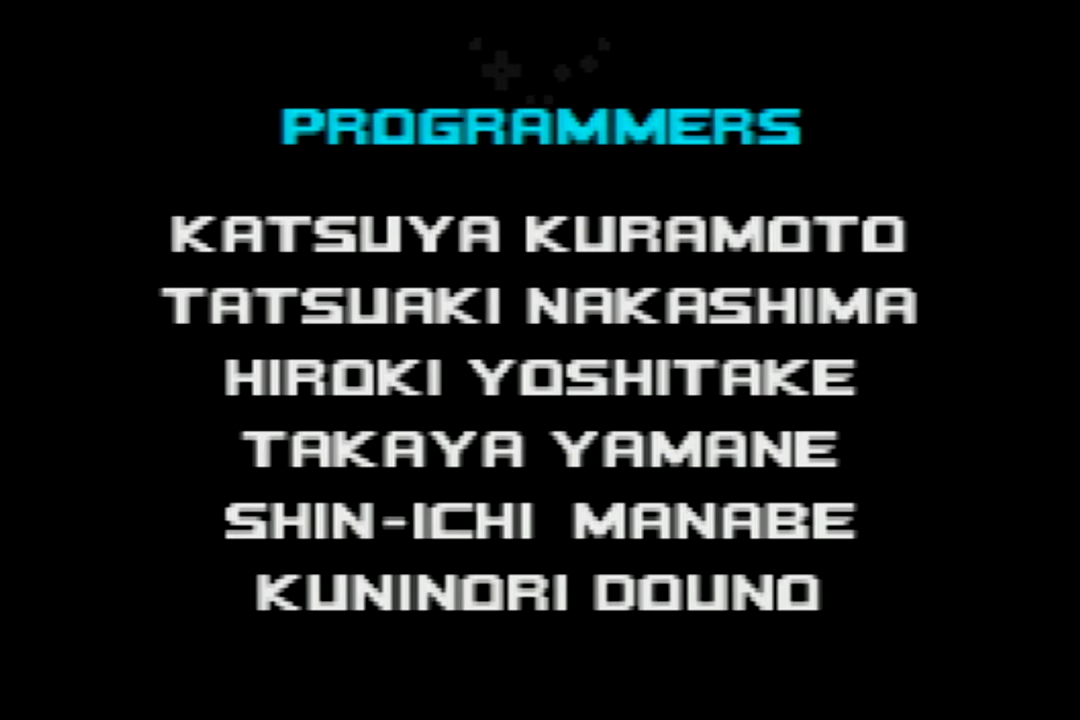 PROGRAMMERS
KATSUYA KURAMOTO
TATSUAKI NAKASHIMA
HIROKI YOSHITAKE
TAKAYA YAMANE
SHIN-ICHI MANABE
KUNINORI DOUNO